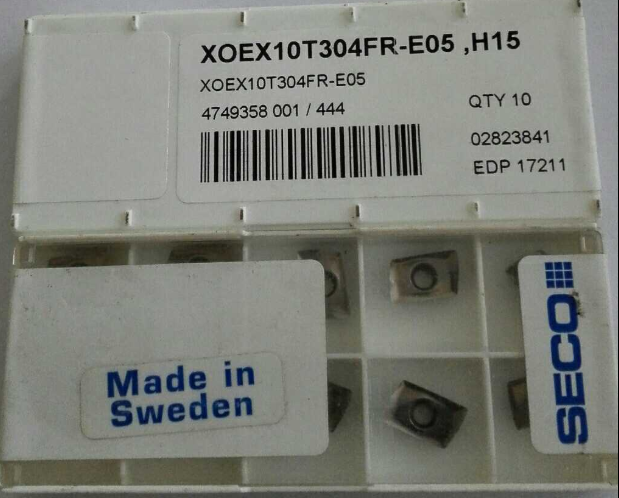 XOEX10T304FR-E05 ,H15
XOEX10T304FR-E05
4749358 001 / 444
QTY 10
02823841
EDP 17211
Made in
Sweden
SECO